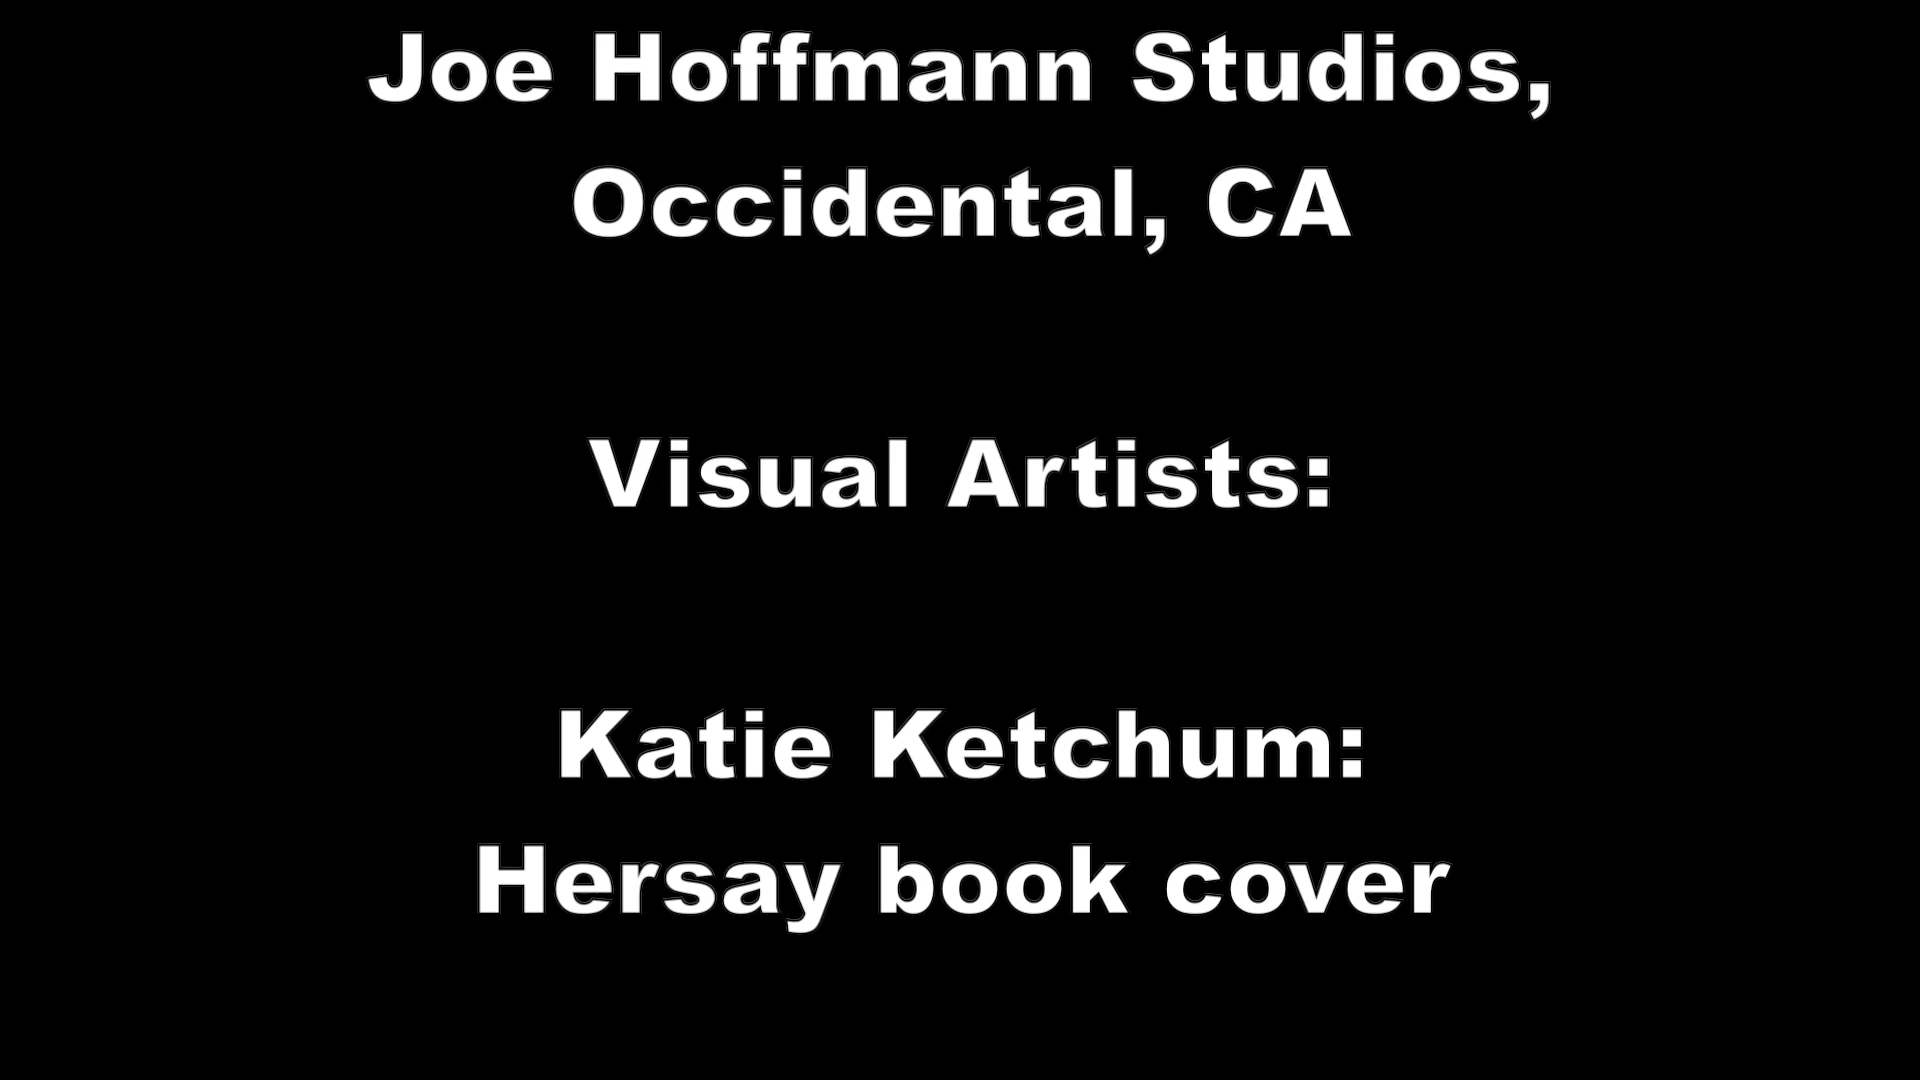 Joe Hoffmann Studios,
Occidental, CA
Visual Artists:
Katie Ketchum:
Hersay book cover